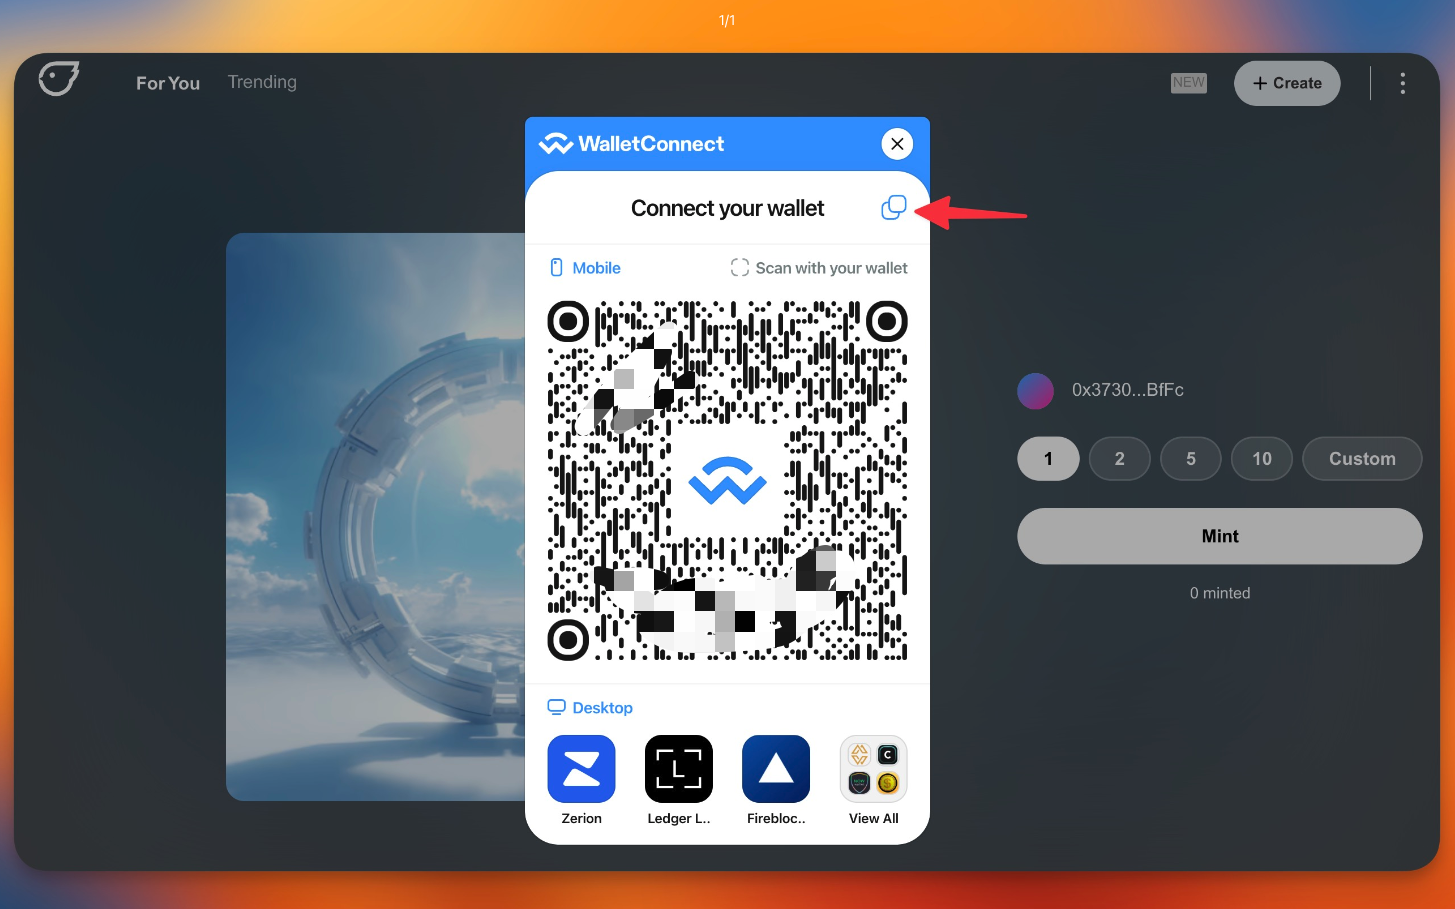 1/1
For You
Trending
NEW
+ Create
WalletConnect
Connect your wallet
Mobile
Scan with your wallet
0x3730...BfFc
1
2
5
10
Custom
Mint
0 minted
Desktop
L
C
Zerion
Ledger L..
Firebloc..
View All